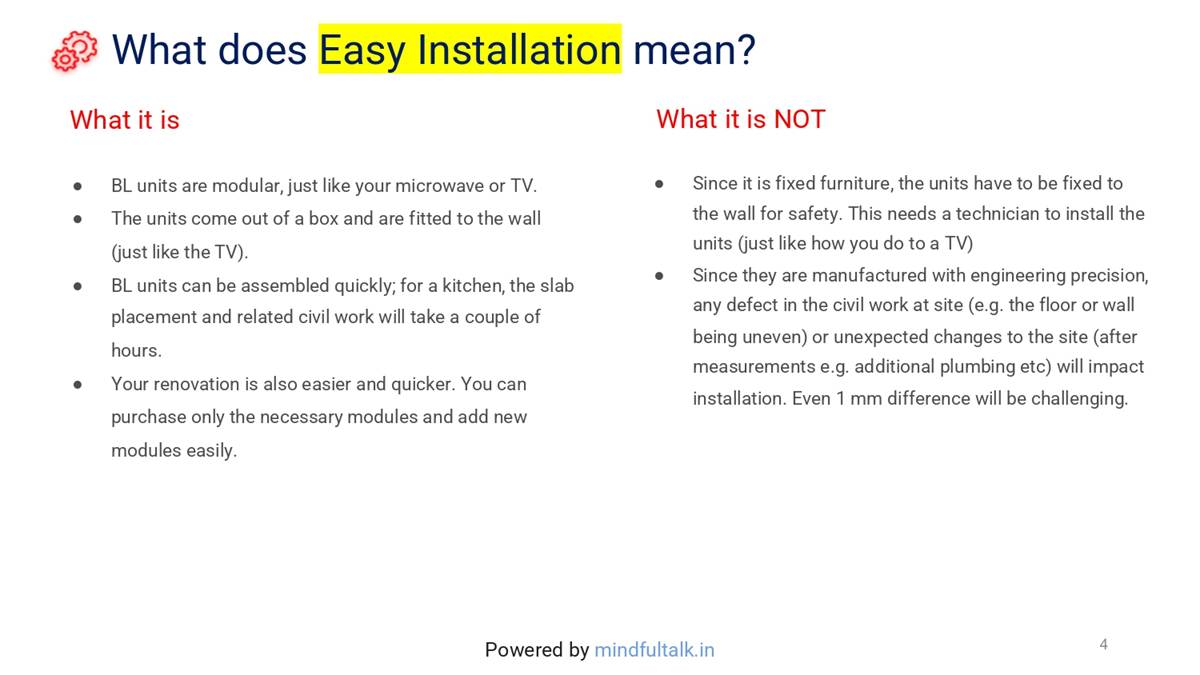 What does Easy Installation mean?
What it is
● BL units are modular, just like your microwave or TV.
● The units come out of a box and are fitted to the wall
(just like the TV).
● BL units can be assembled quickly; for a kitchen, the slab
placement and related civil work will take a couple of
hours.
● Your renovation is also easier and quicker. You can
purchase only the necessary modules and add new
modules easily.
What it is NOT
● Since it is fixed furniture, the units have to be fixed to
the wall for safety. This needs a technician to install the
units (just like how you do to a TV)
● Since they are manufactured with engineering precision,
any defect in the civil work at site (e.g. the floor or wall
being uneven) or unexpected changes to the site (after
measurements e.g. additional plumbing etc) will impact
installation. Even 1 mm difference will be challenging.
Powered by mindfultalk.in
4